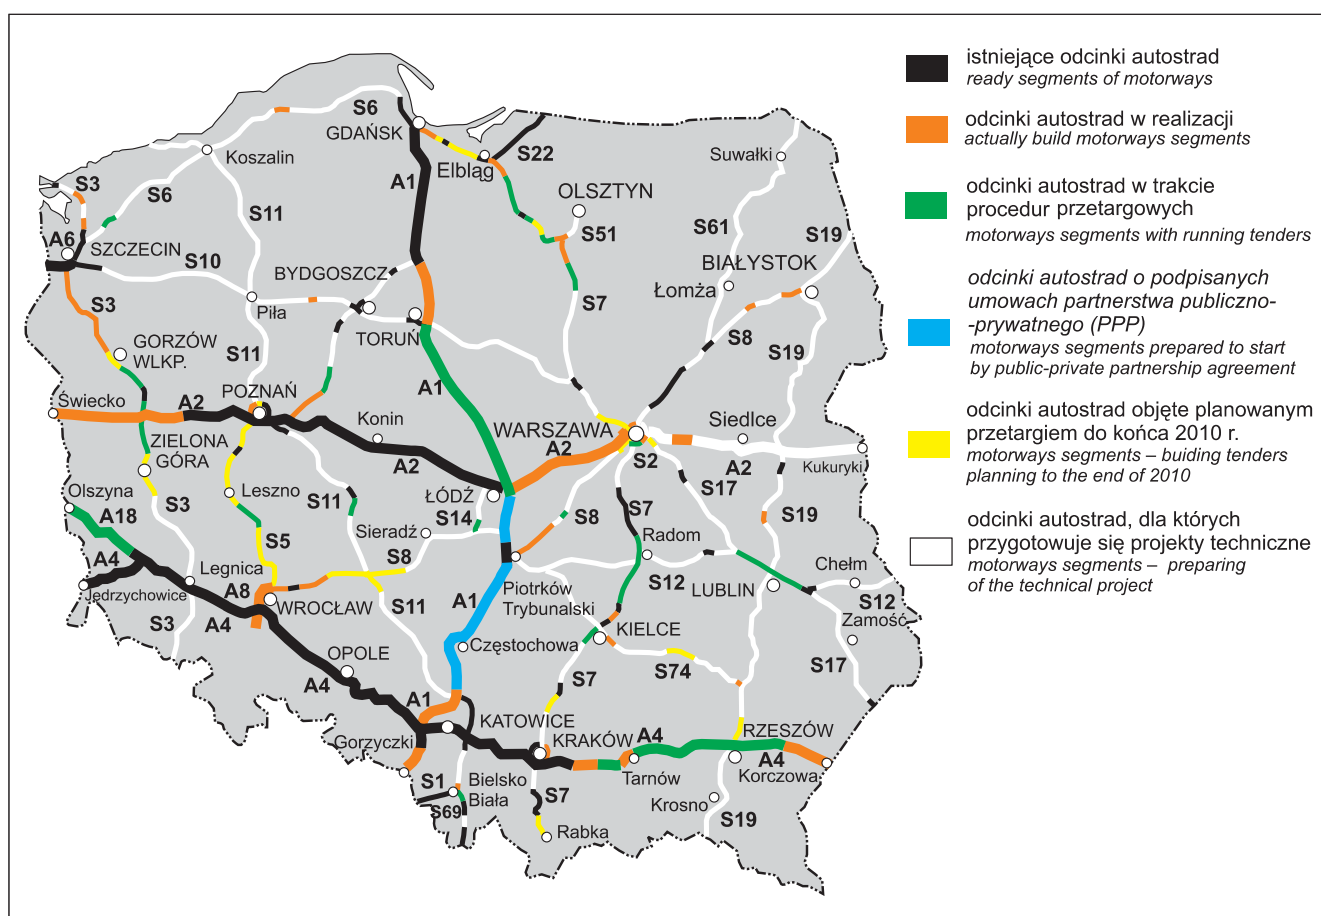 istniejące odcinki autostrad
ready segments of motorways
odcinki autostrad w realizacji
actually build motorways segments
odcinki autostrad w trakcie
procedur przetargowych
motorways segments with running tenders
odcinki autostrad o podpisanych
umowach partnerstwa publiczno-
-prywatnego (PPP)
motorways segments prepared to start
by public-private partnership agreement
odcinki autostrad objęte planowanym
przetargiem do końca 2010 r.
motorways segments – buiding tenders
planning to the end of 2010
odcinki autostrad, dla których
przygotowuje się projekty techniczne
motorways segments – preparing
of the technical project
S6
GDAŃSK
Koszalin
S22
Elbląg
Suwałki
S3
S6
A1
OLSZTYN
S11
S61
S51
S19
A6
SZCZECIN
S10
BYDGOSZCZ
BIAŁYSTOK
Łomża
S3
Piła
S7
TORUŃ
S8
GORZÓW
WLKP.
S11
S19
A1
Świecko
A2
POZNAŃ
Konin
WARSZAWA
Siedlce
ZIELONA
GÓRA
A2
A2
S2
A2
Kukuryki
Olszyna
Leszno
S3
S11
ŁÓDŹ
S17
A18
S14
S7
S8
S19
Sieradź
Radom
A4
S5
S8
Legnica
Piotrków
Trybunalski
S12
LUBLIN
Chełm
Jędrzychowice
A8
WROCŁAW
S11
A1
S12
Zamość
S3
A4
KIELCE
OPOLE
Częstochowa
S7
S74
S17
A4
A1
KATOWICE
RZESZÓW
Gorzyczki
KRAKÓW
A4
A4
Tarnów
Korczowa
S1
Bielsko
Biała
S7
Krosno
S69
S19
Rabka